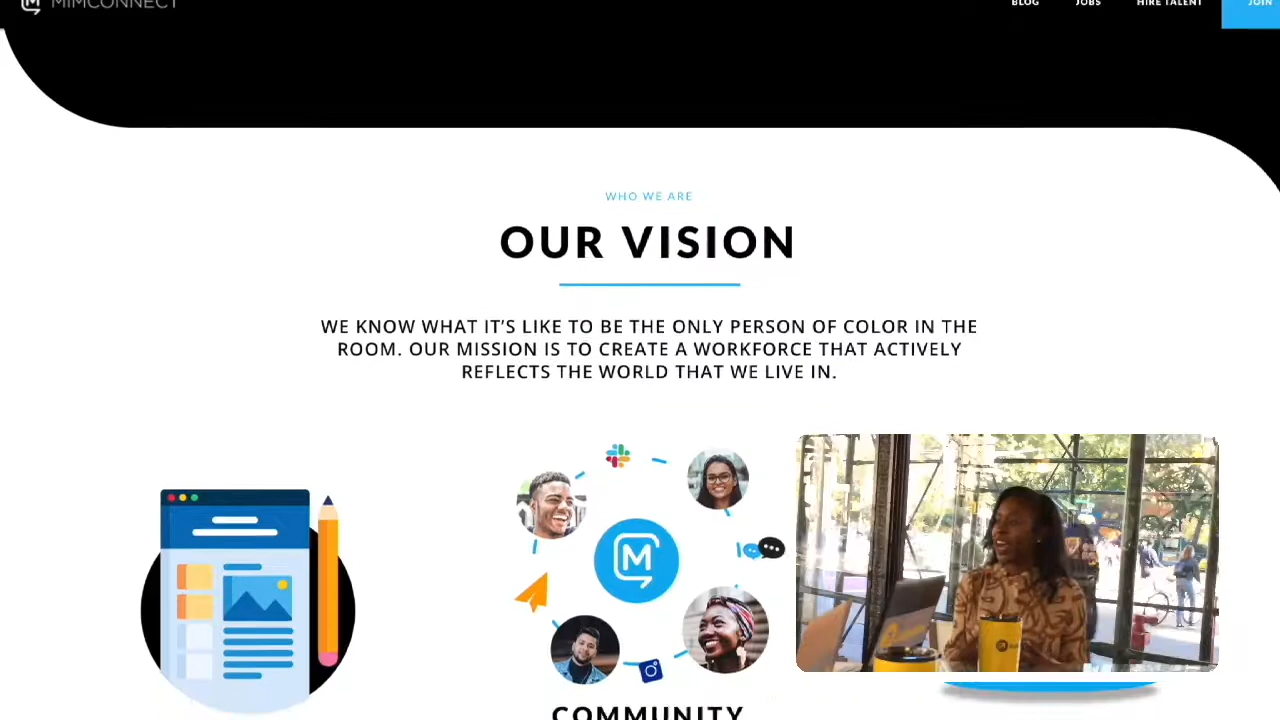 MIMCONNECT
BLOG
JOBS
HIRE TALENT
JOIN
WHO WE ARE
OUR VISION
WE KNOW WHAT IT'S LIKE TO BE THE ONLY PERSON OF COLOR IN THE
ROOM. OUR MISSION IS TO CREATE A WORKFORCE THAT ACTIVELY
REFLECTS THE WORLD THAT WE LIVE IN.
M
COMMUNITY